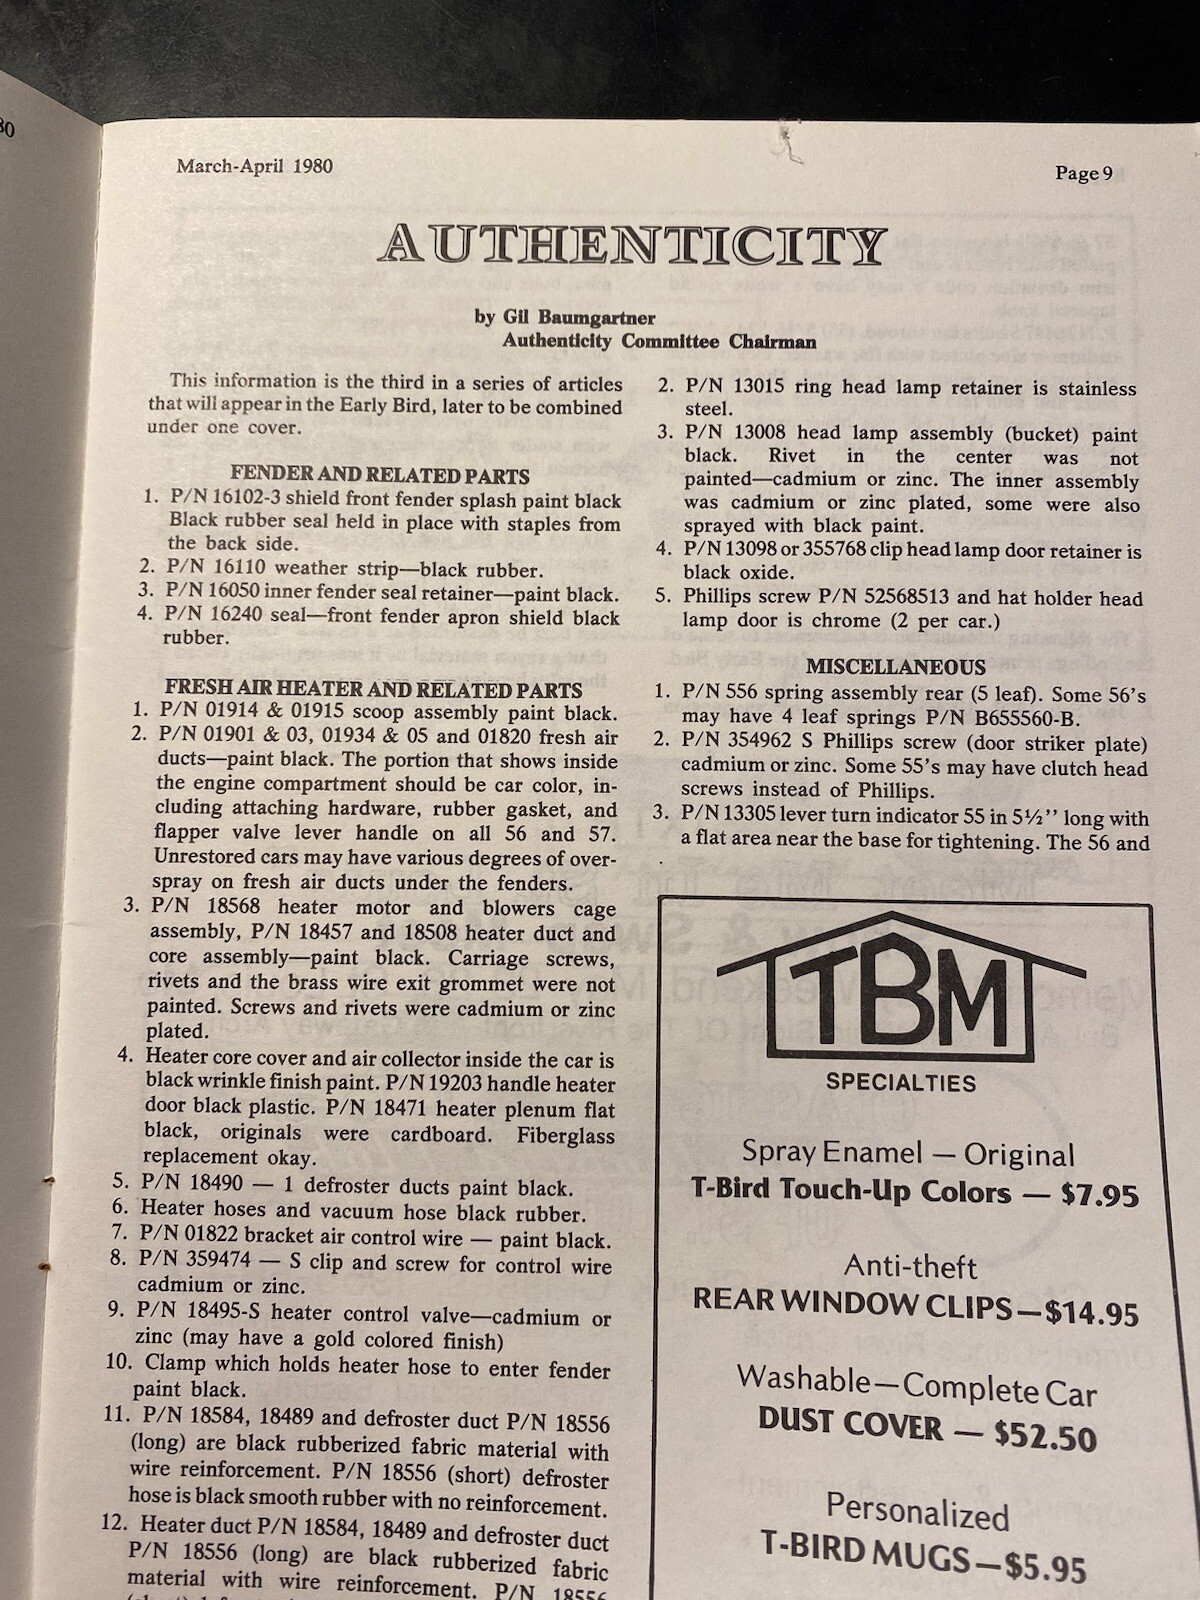 30
March-April 1980
Page 9
AUTHENTICITY
by Gil Baumgartner
Authenticity Committee Chairman
This information is the third in a series of articles
that will appear in the Early Bird, later to be combined
under one cover.
FENDER AND RELATED PARTS
1. P/N 16102-3 shield front fender splash paint black
Black rubber seal held in place with staples from
the back side.
2. P/N 16110 weather strip—black rubber.
3. P/N 16050 inner fender seal retainer—paint black.
4. P/N 16240 seal—front fender apron shield black
rubber.
FRESH AIR HEATER AND RELATED PARTS
1. P/N 01914 & 01915 scoop assembly paint black.
2. P/N 01901 & 03, 01934 & 05 and 01820 fresh air
ducts—paint black. The portion that shows inside
the engine compartment should be car color, in-
cluding attaching hardware, rubber gasket, and
flapper valve lever handle on all 56 and 57.
Unrestored cars may have various degrees of over-
spray on fresh air ducts under the fenders.
3. P/N 18568 heater motor and blowers cage
assembly, P/N 18457 and 18508 heater duct and
core assembly—paint black. Carriage screws,
rivets and the brass wire exit grommet were not
painted. Screws and rivets were cadmium or zinc
plated.
4. Heater core cover and air collector inside the car is
black wrinkle finish paint. P/N 19203 handle heater
door black plastic. P/N 18471 heater plenum flat
black, originals were cardboard. Fiberglass
replacement okay.
5. P/N 18490 — 1 defroster ducts paint black.
6. Heater hoses and vacuum hose black rubber.
7. P/N 01822 bracket air control wire — paint black.
8. P/N 359474 — S clip and screw for control wire
cadmium or zinc.
9. P/N 18495-S heater control valve—cadmium or
zinc (may have a gold colored finish)
10. Clamp which holds heater hose to enter fender
paint black.
11. P/N 18584, 18489 and defroster duct P/N 18556
(long) are black rubberized fabric material with
wire reinforcement. P/N 18556 (short) defroster
hose is black smooth rubber with no reinforcement.
12. Heater duct P/N 18584, 18489 and defroster duct
P/N 18556 (long) are black rubberized fabric
material with wire reinforcement. P/N 18556
2. P/N 13015 ring head lamp retainer is stainless
steel.
3. P/N 13008 head lamp assembly (bucket) paint
black. Rivet in the center was not
painted—cadmium or zinc. The inner assembly
was cadmium or zinc plated, some were also
sprayed with black paint.
4. P/N 13098 or 355768 clip head lamp door retainer is
black oxide.
5. Phillips screw P/N 52568513 and hat holder head
lamp door is chrome (2 per car.)
MISCELLANEOUS
1. P/N 556 spring assembly rear (5 leaf). Some 56's
may have 4 leaf springs P/N B655560-B.
2. P/N 354962 S Phillips screw (door striker plate)
cadmium or zinc. Some 55's may have clutch head
screws instead of Phillips.
3. P/N 13305 lever turn indicator 55 in 5½'' long with
a flat area near the base for tightening. The 56 and
TBM
SPECIALTIES
Spray Enamel — Original
T-Bird Touch-Up Colors — $7.95
Anti-theft
REAR WINDOW CLIPS—$14.95
Washable—Complete Car
DUST COVER — $52.50
Personalized
T-BIRD MUGS—$5.95